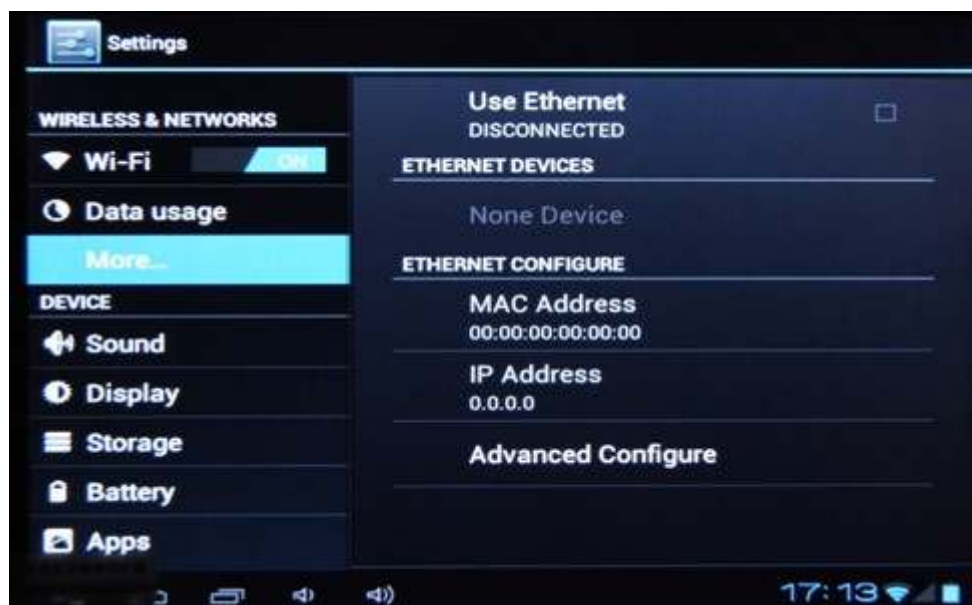 Settings
WIRELESS & NETWORKS
Wi-Fi ON
Data usage
More...
DEVICE
Sound
Display
Storage
Battery
Apps
Use Ethernet
DISCONNECTED
ETHERNET DEVICES
None Device
ETHERNET CONFIGURE
MAC Address
00:00:00:00:00:00
IP Address
0.0.0.0
Advanced Configure
17:13